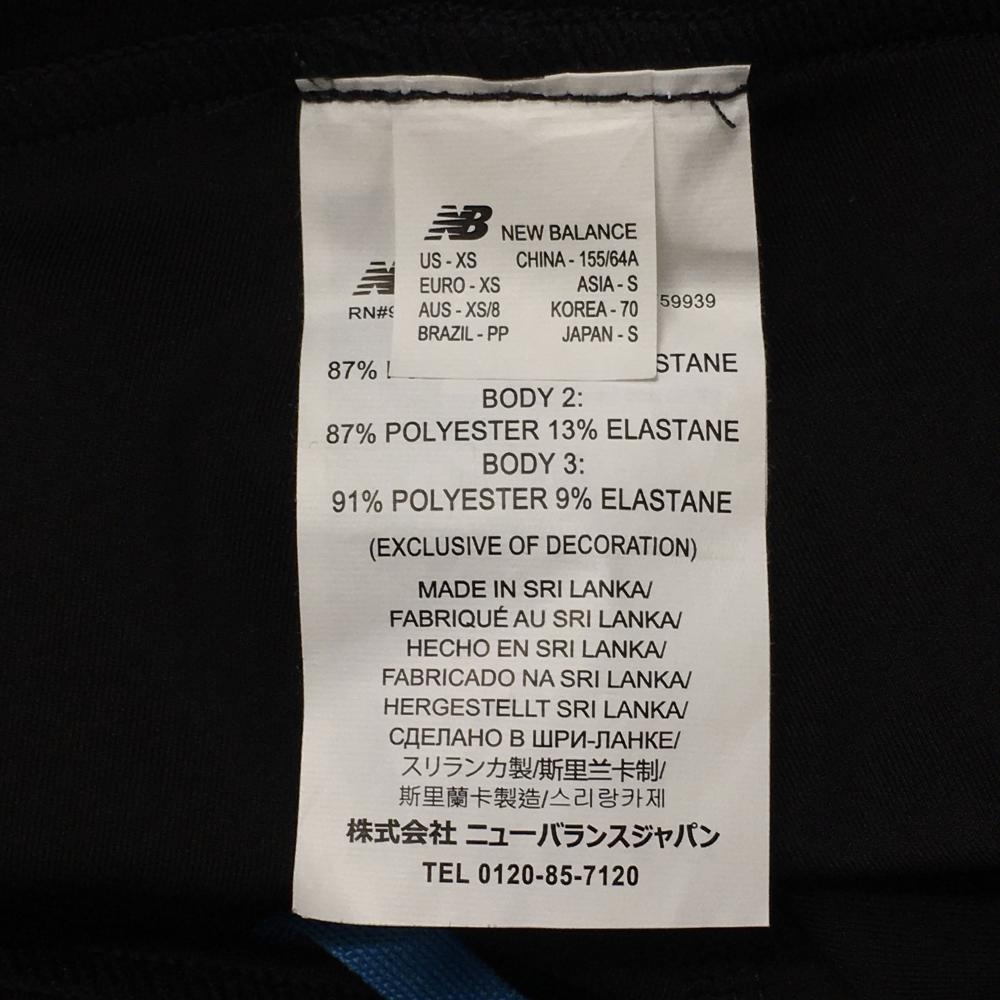 NB NEW BALANCE
US - XS CHINA - 155/64A
EURO - XS ASIA - S
AUS - XS/8 KOREA - 70
BRAZIL - PP JAPAN - S
RN#9 59939
87% STANE
BODY 2:
87% POLYESTER 13% ELASTANE
BODY 3:
91% POLYESTER 9% ELASTANE
(EXCLUSIVE OF DECORATION)
MADE IN SRI LANKA/
FABRIQUÉ AU SRI LANKA/
HECHO EN SRI LANKA/
FABRICADO NA SRI LANKA/
HERGESTELLT SRI LANKA/
СДЕЛАНО В ШРИ-ЛАНКЕ/
スリランカ製/斯里兰卡制/
斯里蘭卡製造/스리랑카제
株式会社 ニューバランスジャパン
TEL 0120-85-7120